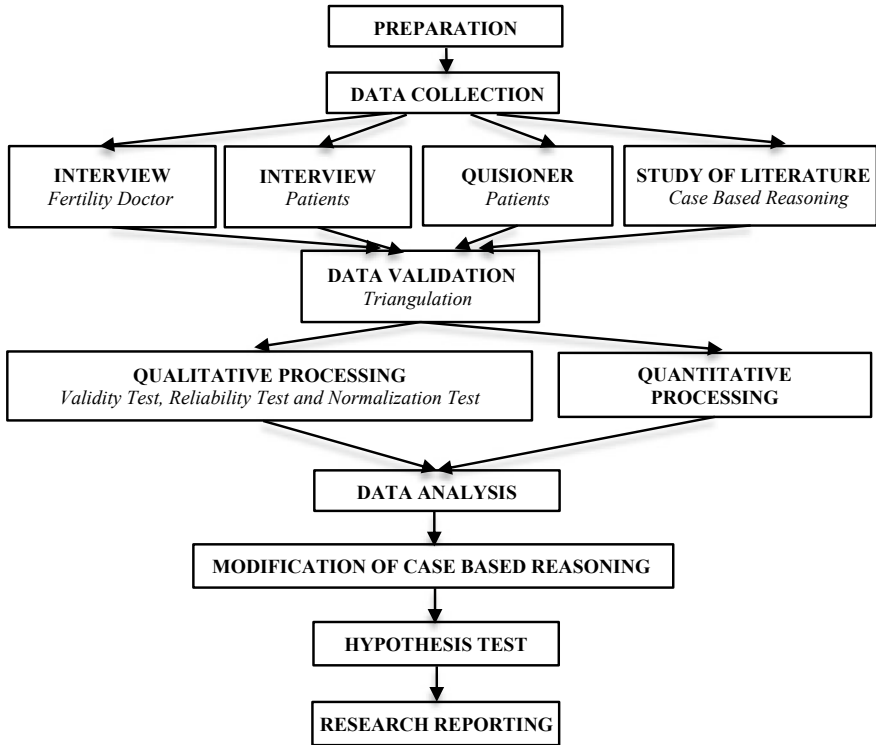 PREPARATION
DATA COLLECTION
INTERVIEW
Fertility Doctor
INTERVIEW
Patients
QUISIONER
Patients
STUDY OF LITERATURE
Case Based Reasoning
DATA VALIDATION
Triangulation
QUALITATIVE PROCESSING
Validity Test, Reliability Test and Normalization Test
QUANTITATIVE
PROCESSING
DATA ANALYSIS
MODIFICATION OF CASE BASED REASONING
HYPOTHESIS TEST
RESEARCH REPORTING